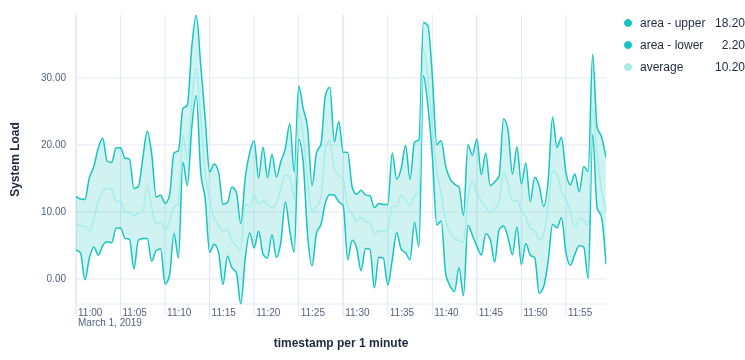 area - upper 18.20
area - lower 2.20
average 10.20
System Load
30.00
20.00
10.00
0.00
11:00 11:05 11:10 11:15 11:20 11:25 11:30 11:35 11:40 11:45 11:50 11:55
March 1, 2019
timestamp per 1 minute